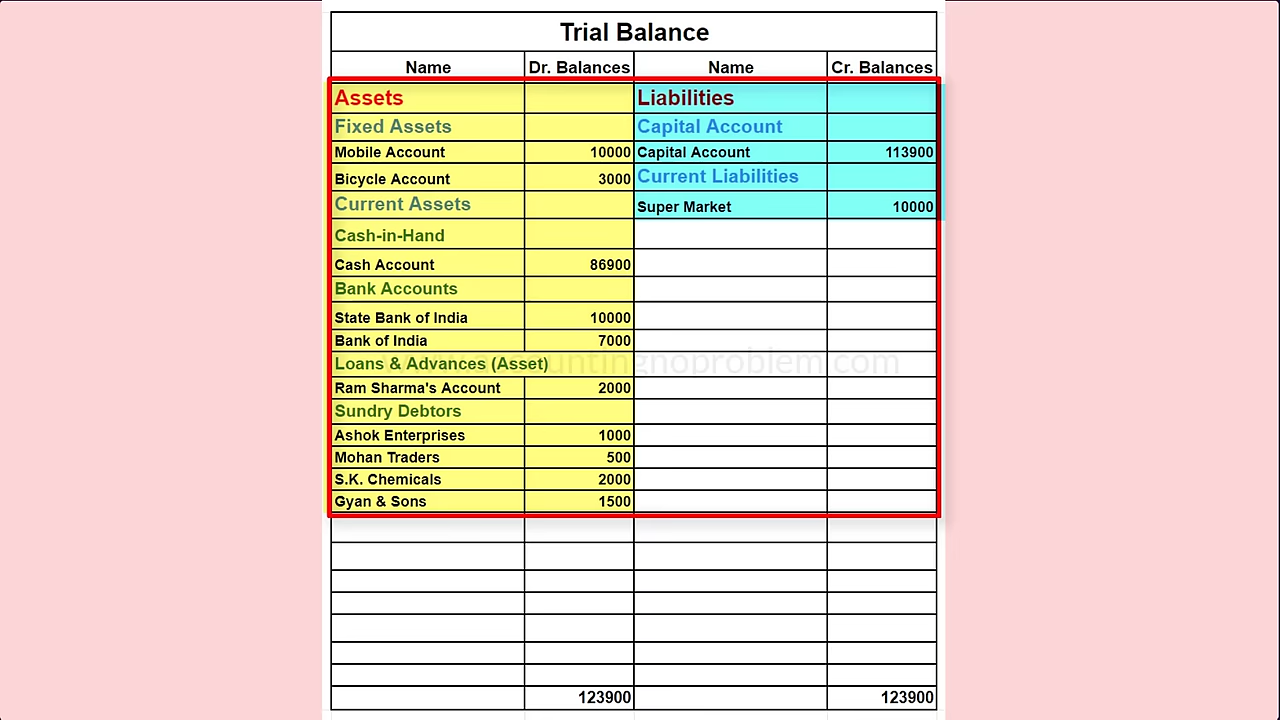 Trial Balance
Name Dr. Balances Name Cr. Balances
Assets Liabilities
Fixed Assets Capital Account
Mobile Account 10000 Capital Account 113900
Bicycle Account 3000 Current Liabilities
Current Assets Super Market 10000
Cash-in-Hand
Cash Account 86900
Bank Accounts
State Bank of India 10000
Bank of India 7000
Loans & Advances (Asset)
Ram Sharma's Account 2000
Sundry Debtors
Ashok Enterprises 1000
Mohan Traders 500
S.K. Chemicals 2000
Gyan & Sons 1500
123900 123900